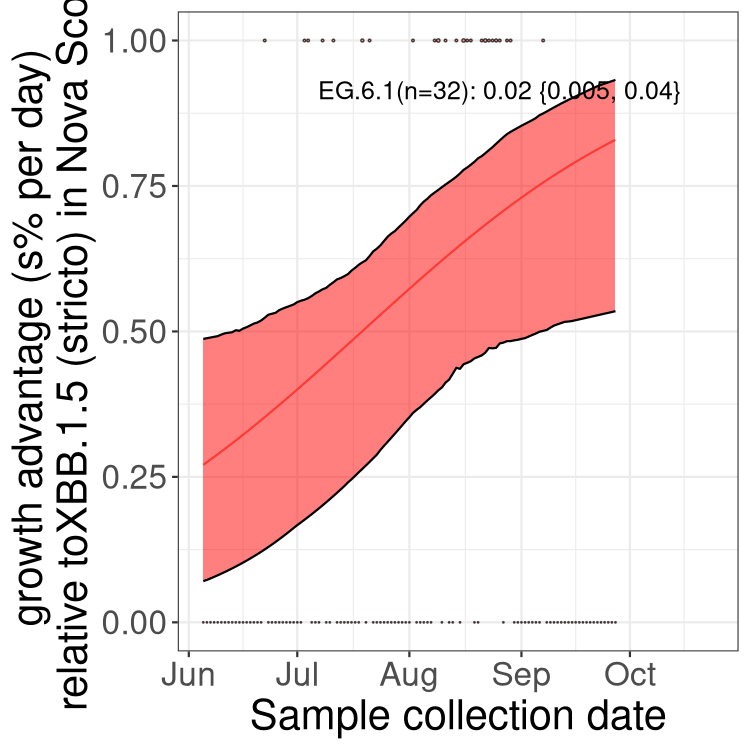 growth advantage (s% per day)
relative toXBB.1.5 (stricto) in Nova Sco
1.00
0.75
0.50
0.25
0.00
EG.6.1(n=32): 0.02 {0.005, 0.04}
Jun Jul Aug Sep Oct
Sample collection date